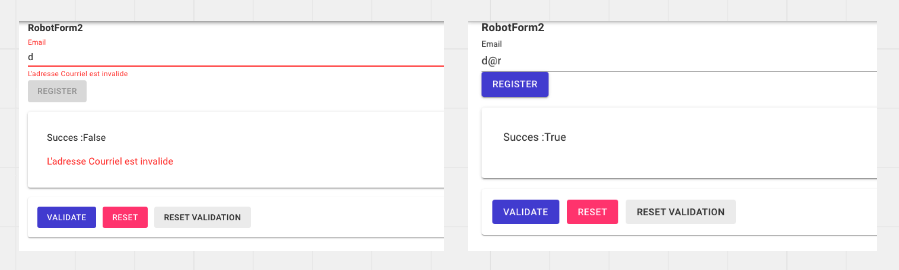 RobotForm2
Email
d
L'adresse Courriel est invalide
REGISTER
Succes :False
L'adresse Courriel est invalide
VALIDATE RESET RESET VALIDATION
RobotForm2
Email
d@r
REGISTER
Succes :True
VALIDATE RESET RESET VALIDATION